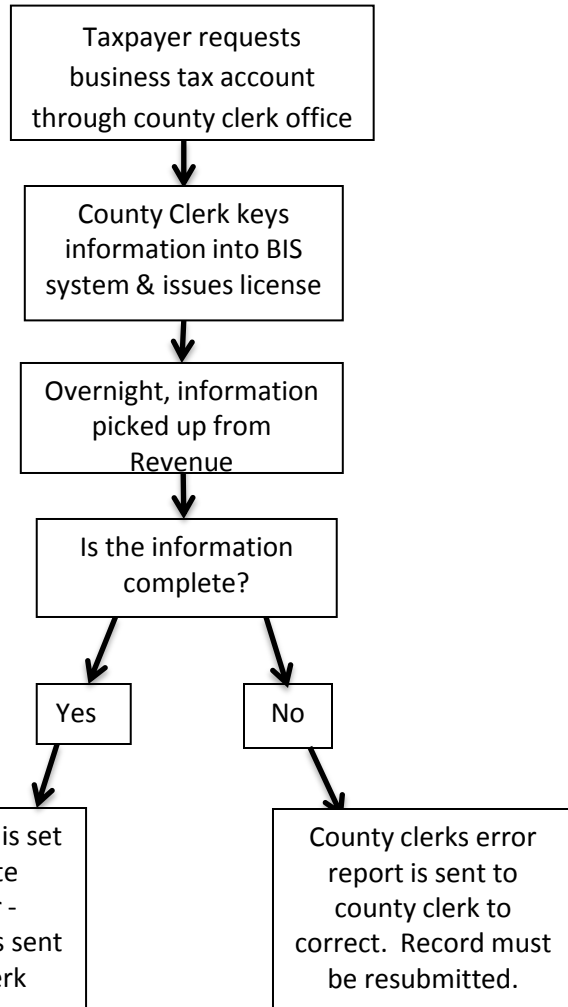 Taxpayer requests
business tax account
through county clerk office
County Clerk keys
information into BIS
system & issues license
Overnight, information
picked up from
Revenue
Is the information
complete?
Yes
No
is set
-
sent
County clerks error
report is sent to
county clerk to
correct. Record must
be resubmitted.